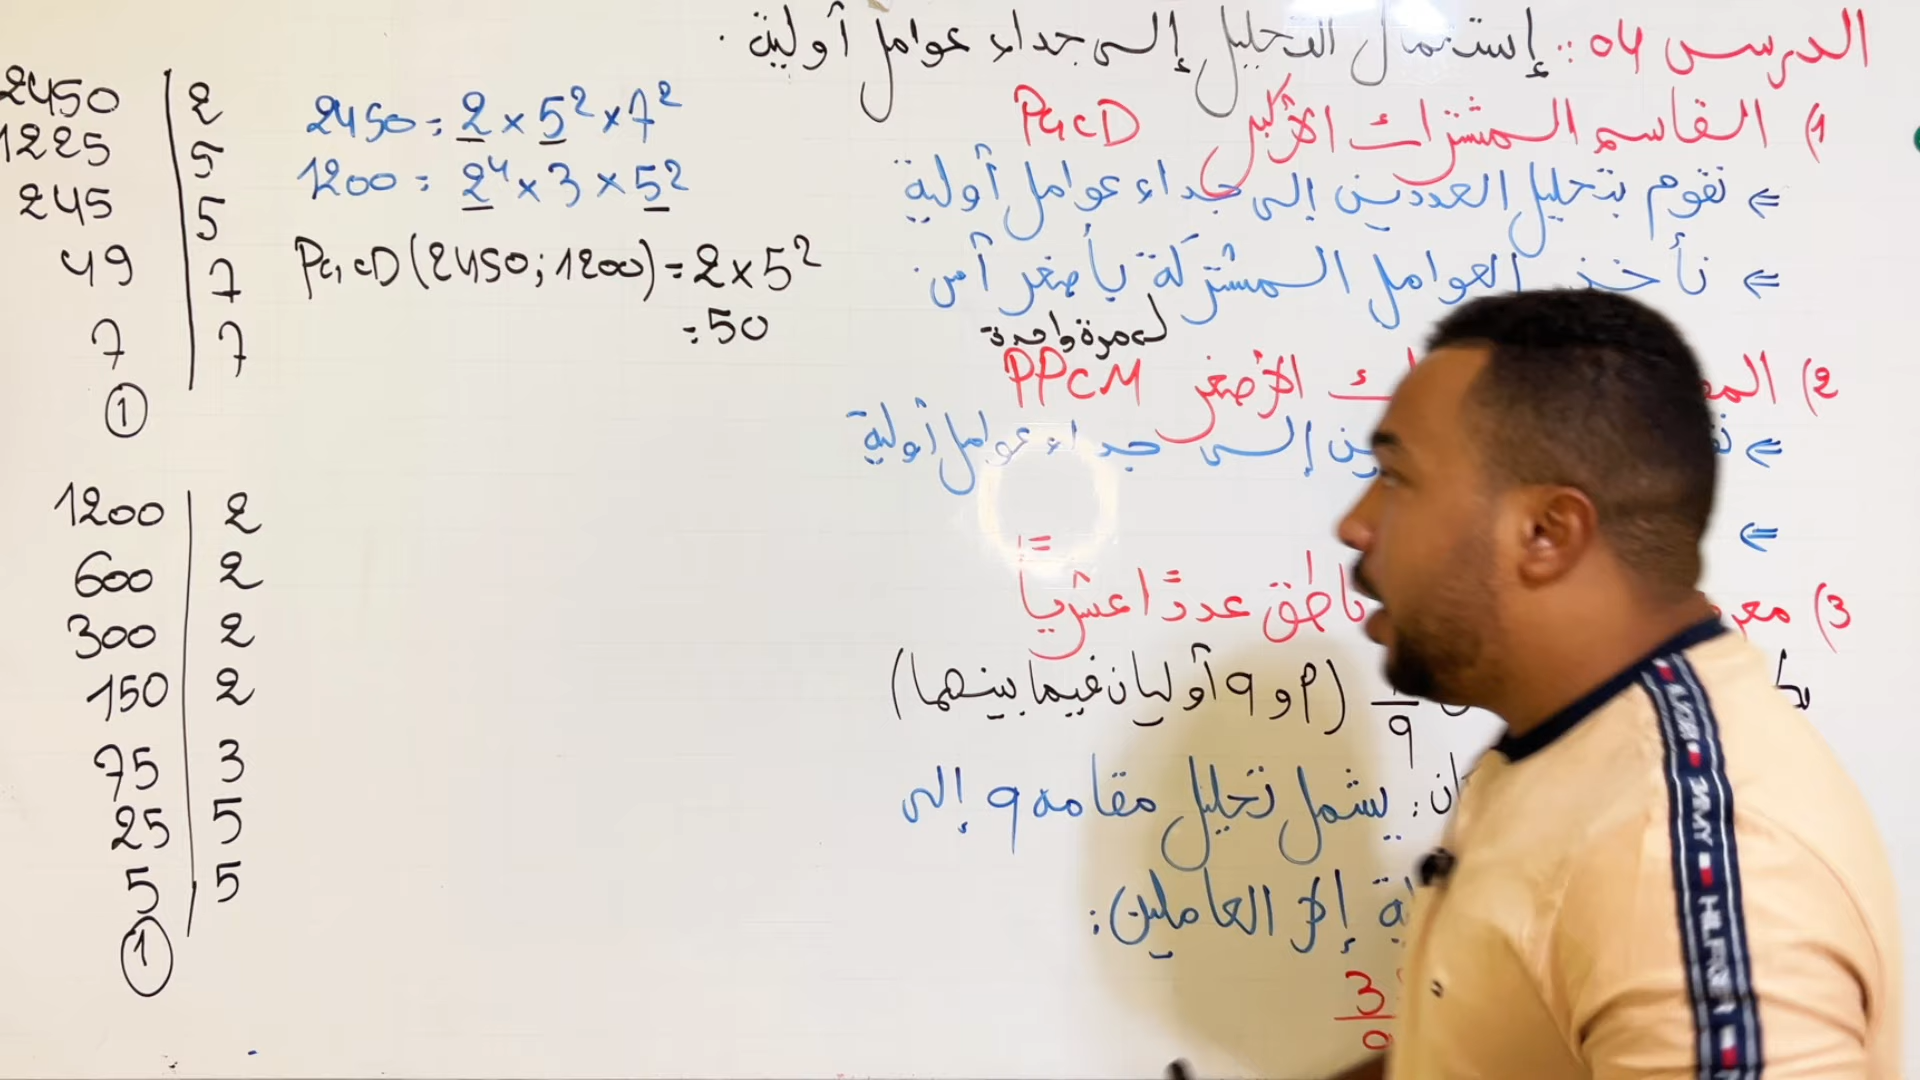 الدرس 04: إستعمال التحليل إلى جداء عوامل أولية.
1) القاسم المشترك الأكبر PGCD
⇐ نقوم بتحليل العددين إلى جداء عوامل أولية
⇐ نأخذ العوامل المشتركة بأصغر أس.
لمرة واحدة
2) الأصغر PPCM
⇐ إلى جداء عوامل أولية
⇐
3) ناطق عددًا عشريًا
q (p و q أوليان فيما بينهما)
يشمل تحليل مقامه q إلى
إلا العاملين:
3
2450 | 2
1225 | 5
245 | 5
49 | 7
7 | 7
1
2450 = 2 × 5² × 7²
1200 = 2⁴ × 3 × 5²
PGCD(2450;1200) = 2 × 5²
= 50
1200 | 2
600 | 2
300 | 2
150 | 2
75 | 3
25 | 5
5 | 5
1